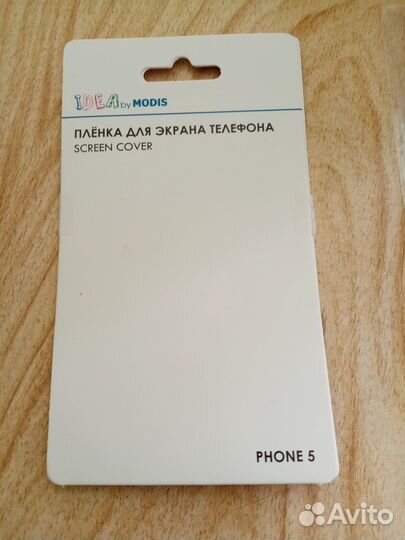 IDEA by MODIS
ПЛЁНКА ДЛЯ ЭКРАНА ТЕЛЕФОНА
SCREEN COVER
PHONE 5
Avito